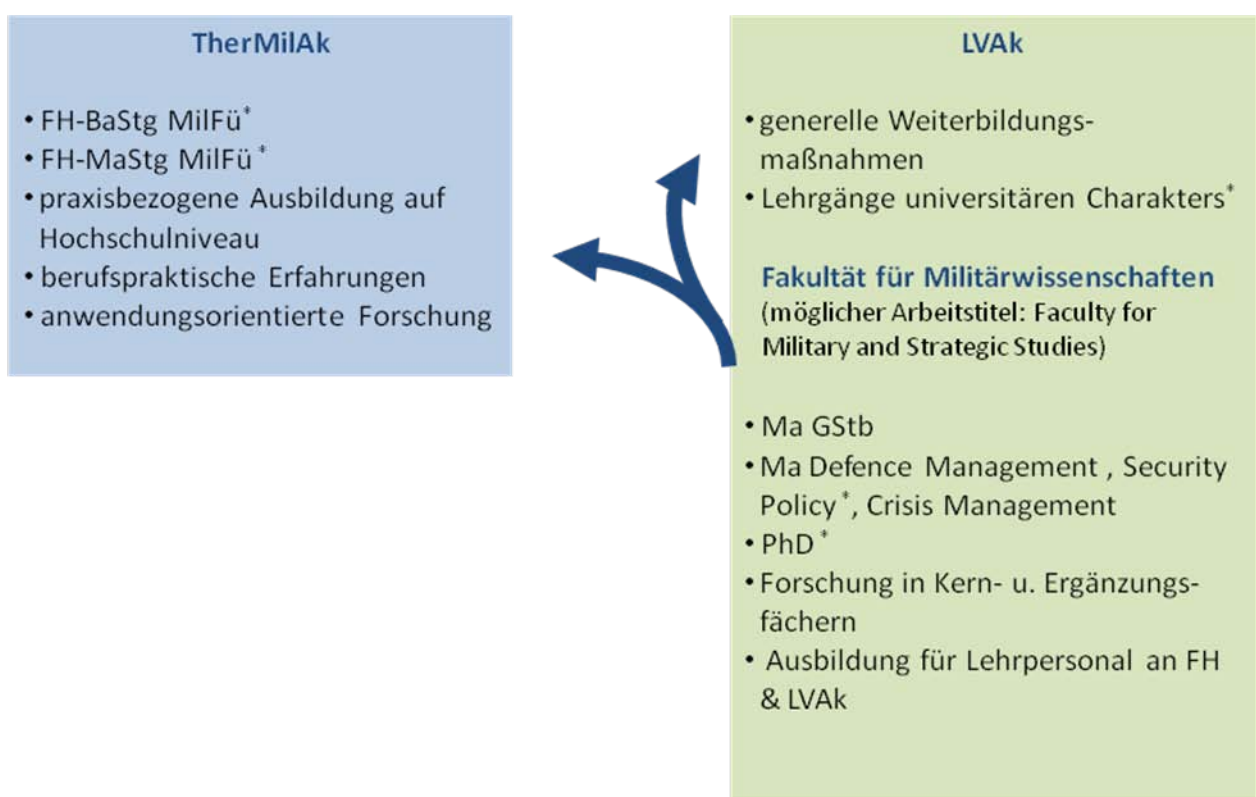 TherMilAk
• FH-BaStg MilFü*
• FH-MaStg MilFü *
• praxisbezogene Ausbildung auf
Hochschulniveau
• berufspraktische Erfahrungen
• anwendungsorientierte Forschung
LVAk
• generelle Weiterbildungs-
maßnahmen
• Lehrgänge universitären Charakters*
Fakultät für Militärwissenschaften
(möglicher Arbeitstitel: Faculty for
Military and Strategic Studies)
• Ma GStb
• Ma Defence Management , Security
Policy *, Crisis Management
• PhD *
• Forschung in Kern- u. Ergänzungs-
fächern
• Ausbildung für Lehrpersonal an FH
& LVAk